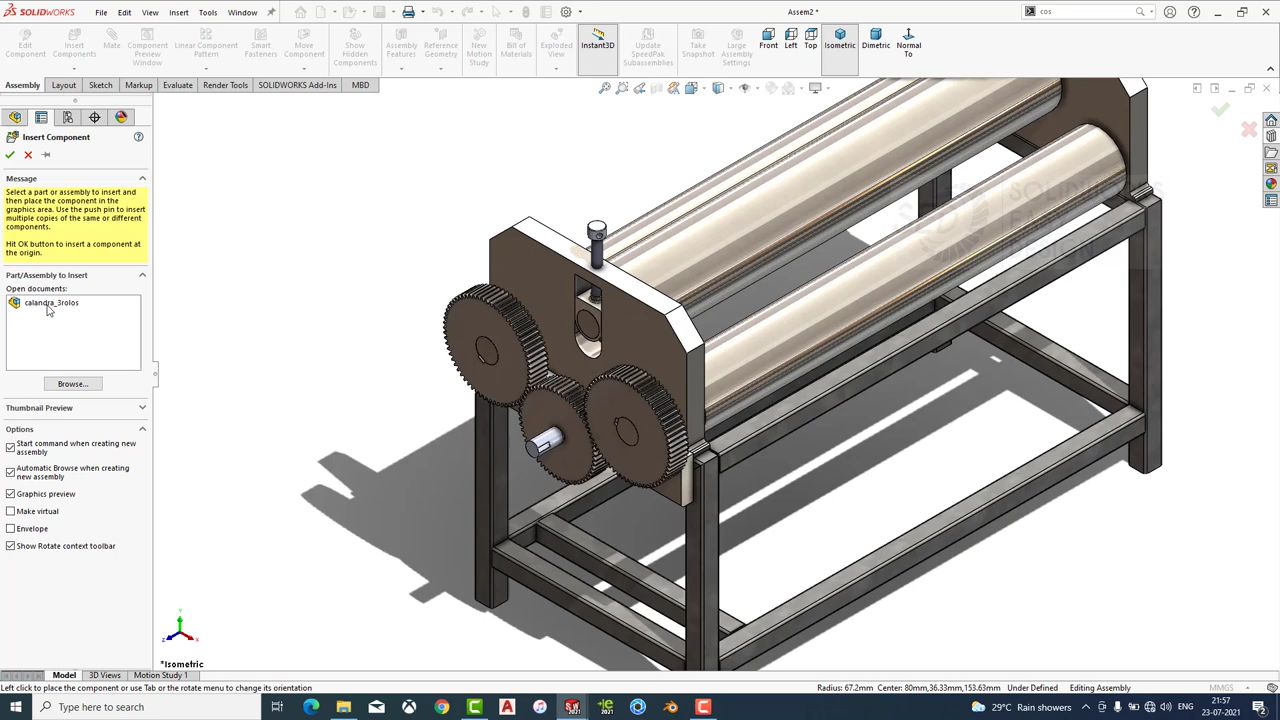 SOLIDWORKS
File Edit View Insert Tools Window
Assem2 *
cos
Edit Component
Insert Components
Mate
Component Preview Window
Linear Component Pattern
Smart Fasteners
Move Component
Show Hidden Components
Assembly Features
Reference Geometry
New Motion Study
Bill of Materials
Exploded View
Instant3D
Update SpeedPak Subassemblies
Take Snapshot
Large Assembly Settings
Front
Left
Top
Isometric
Dimetric
Normal To
Assembly Layout Sketch Markup Evaluate Render Tools SOLIDWORKS Add-Ins MBD
Insert Component
Message
Select a part or assembly to insert and
then place the component in the
graphics area. Use the push pin to insert
multiple copies of the same or different
components.
Hit OK button to insert a component at
the origin.
Part/Assembly to Insert
Open documents:
calandra_3rolos
Browse...
Thumbnail Preview
Options
Start command when creating new
assembly
Automatic Browse when creating
new assembly
Graphics preview
Make virtual
Envelope
Show Rotate context toolbar
SOLIDWORKS
EASY
DESIGN
SED
Y
Z
X
*Isometric
Model 3D Views Motion Study 1
Left click to place the component or use Tab or the rotate menu to change its orientation
Radius: 67.2mm Center: 80mm,36.33mm,153.63mm Under Defined Editing Assembly MMGS
Type here to search
29°C Rain showers
ENG
21:57
23-07-2021